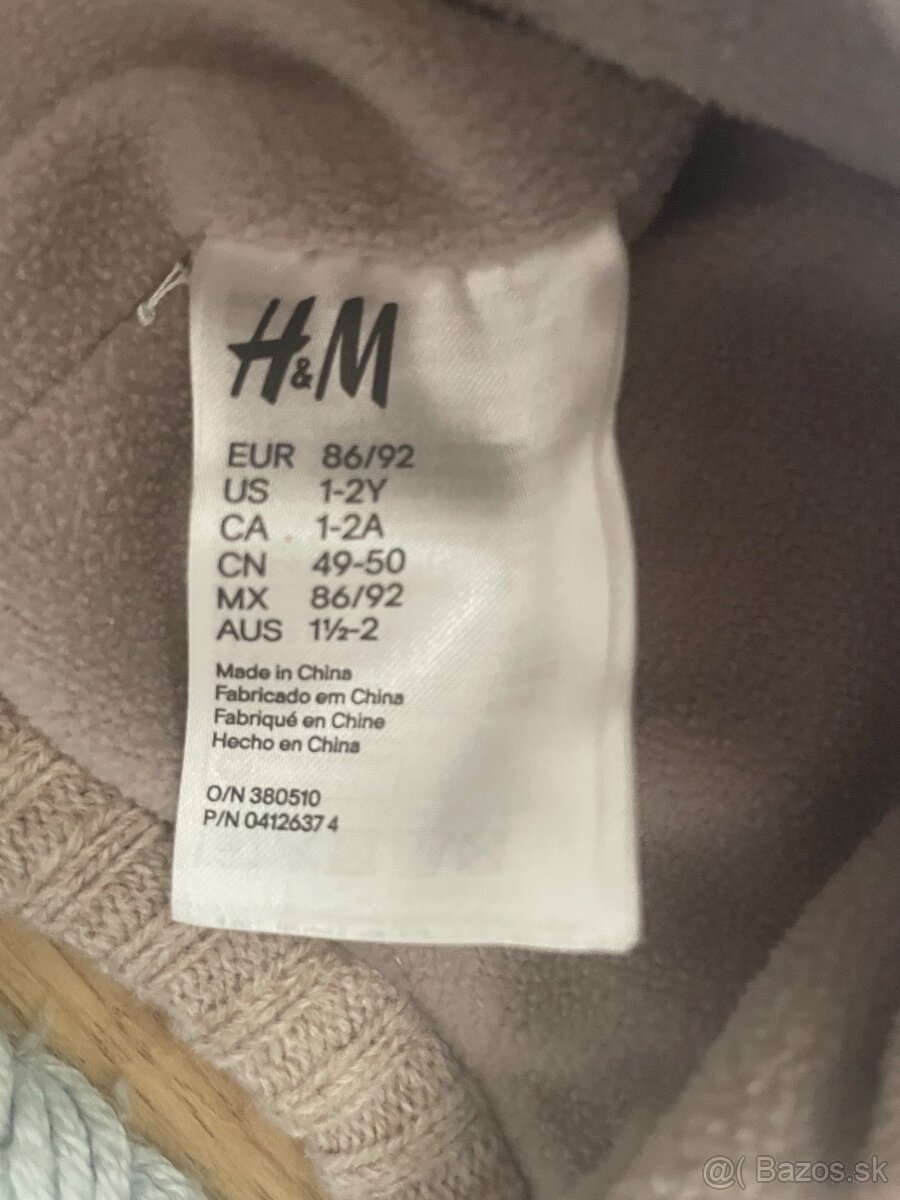 H&M
EUR 86/92
US 1-2Y
CA 1-2A
CN 49-50
MX 86/92
AUS 1½-2
Made in China
Fabricado em China
Fabriqué en Chine
Hecho en China
O/N 380510
P/N 0412637 4
@( Bazos.sk